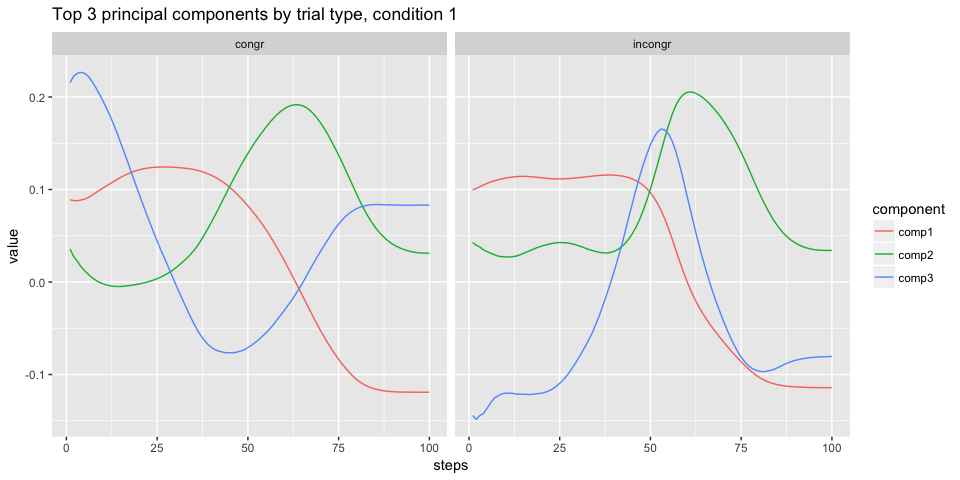 Top 3 principal components by trial type, condition 1
congr
incongr
value
0.2
0.1
0.0
-0.1
0 25 50 75 100
0 25 50 75 100
steps
component
comp1
comp2
comp3